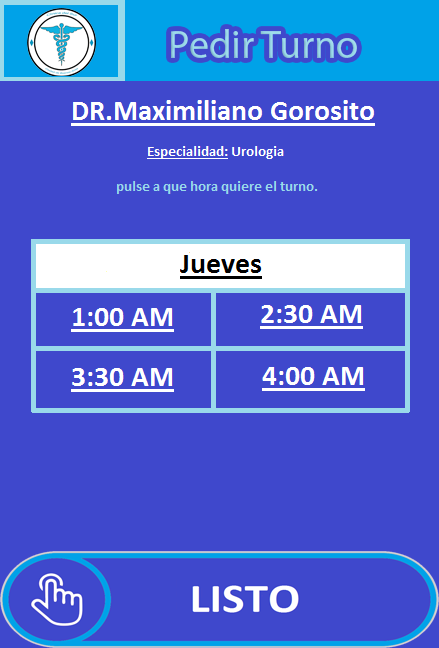 Pedir Turno
DR.Maximiliano Gorosito
Especialidad: Urologia
pulse a que hora quiere el turno.
Jueves
1:00 AM 2:30 AM
3:30 AM 4:00 AM
LISTO